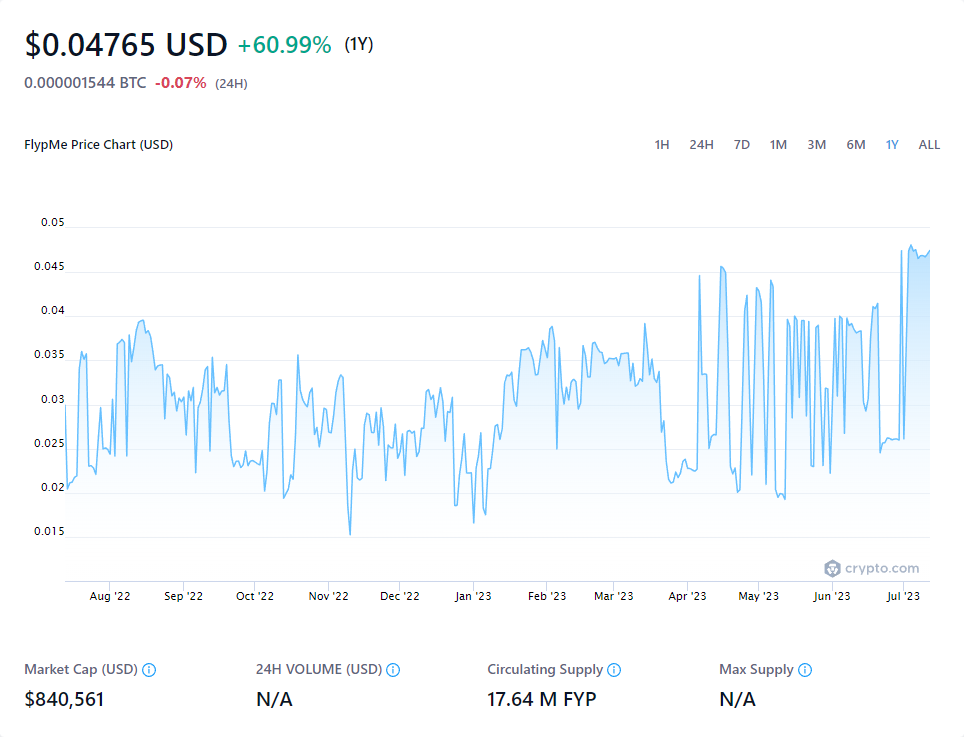 $0.04765 USD +60.99% (1Y)
0.000001544 BTC -0.07% (24H)
FlypMe Price Chart (USD) 1H 24H 7D 1M 3M 6M 1Y ALL
0.05
0.045
0.04
0.035
0.03
0.025
0.02
0.015
crypto.com
Aug '22 Sep '22 Oct '22 Nov '22 Dec '22 Jan '23 Feb '23 Mar '23 Apr '23 May '23 Jun '23 Jul '23
Market Cap (USD) 24H VOLUME (USD) Circulating Supply Max Supply
$840,561 N/A 17.64 M FYP N/A